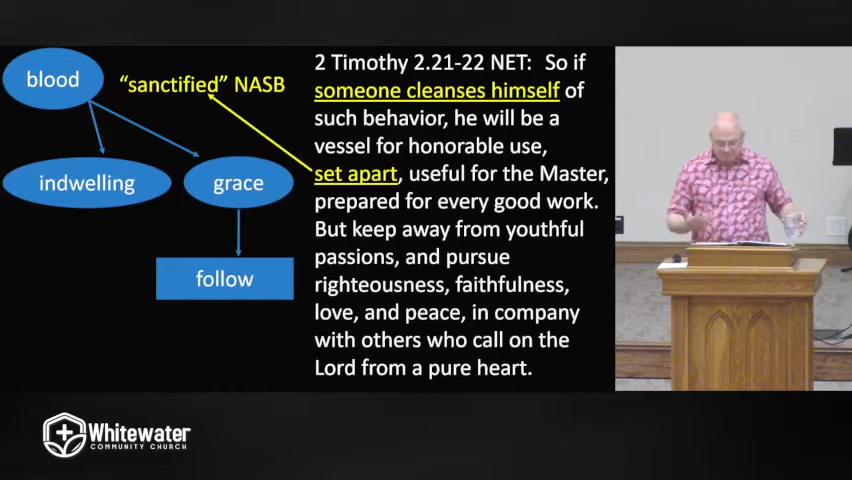 blood
"sanctified" NASB
indwelling
grace
follow
2 Timothy 2.21-22 NET: So if
someone cleanses himself of
such behavior, he will be a
vessel for honorable use,
set apart, useful for the Master,
prepared for every good work.
But keep away from youthful
passions, and pursue
righteousness, faithfulness,
love, and peace, in company
with others who call on the
Lord from a pure heart.
Whitewater
COMMUNITY CHURCH